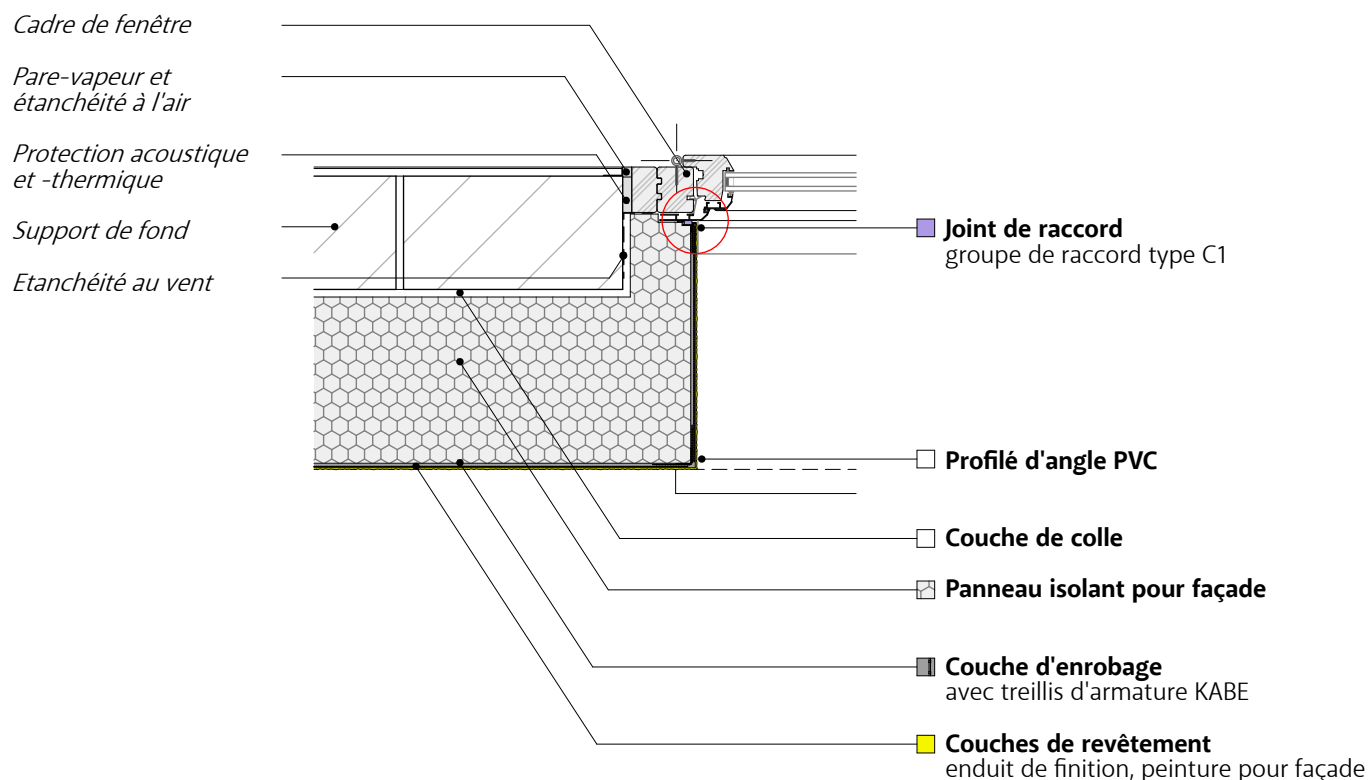 Cadre de fenêtre
Pare-vapeur et
étanchéité à l'air
Protection acoustique
et -thermique
Support de fond
Etanchéité au vent
Joint de raccord
groupe de raccord type C1
Profilé d'angle PVC
Couche de colle
Panneau isolant pour façade
Couche d'enrobage
avec treillis d'armature KABE
Couches de revêtement
enduit de finition, peinture pour façade